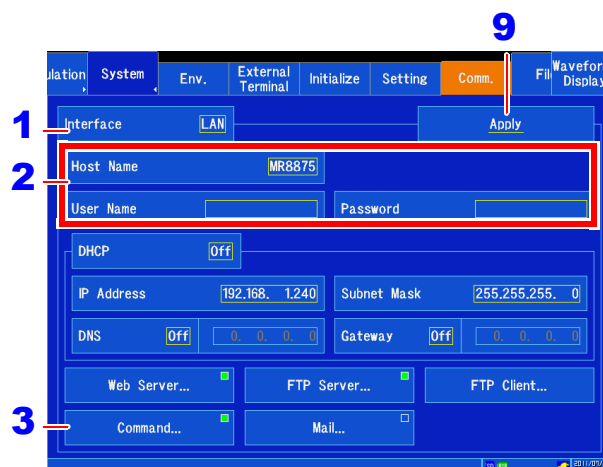 9
ulation System Env. External Terminal Initialize Setting Comm. Fil Wavefor Display
1 Interface LAN Apply
2 Host Name MR8875
User Name Password
DHCP Off
IP Address 192.168. 1.240 Subnet Mask 255.255.255. 0
DNS Off 0. 0. 0. 0 Gateway Off 0. 0. 0. 0
Web Server... FTP Server... FTP Client...
3 Command... Mail...